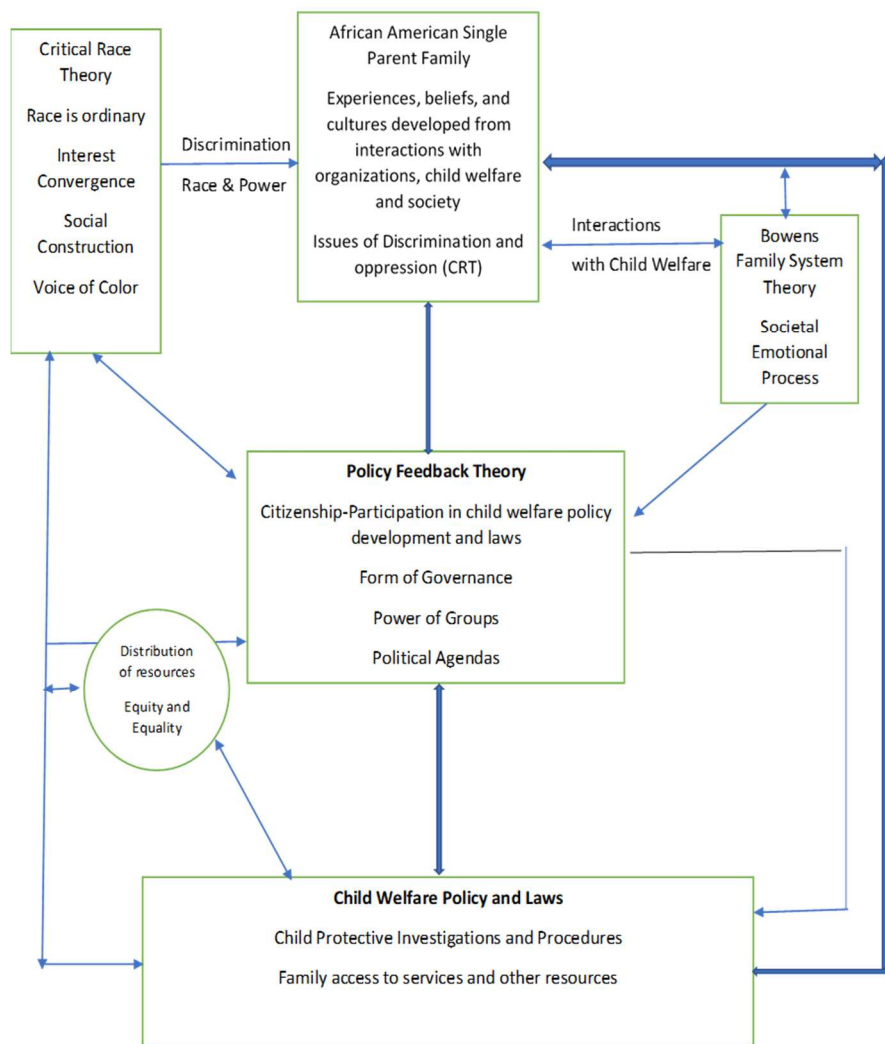 Critical Race
Theory
Race is ordinary
Interest
Convergence
Social
Construction
Voice of Color
Discrimination
Race & Power
African American Single
Parent Family
Experiences, beliefs, and
cultures developed from
interactions with
organizations, child welfare
and society
Issues of Discrimination and
oppression (CRT)
Interactions
with Child Welfare
Bowens
Family System
Theory
Societal
Emotional
Process
Policy Feedback Theory
Citizenship-Participation in child welfare policy
development and laws
Form of Governance
Power of Groups
Political Agendas
Distribution
of resources
Equity and
Equality
Child Welfare Policy and Laws
Child Protective Investigations and Procedures
Family access to services and other resources